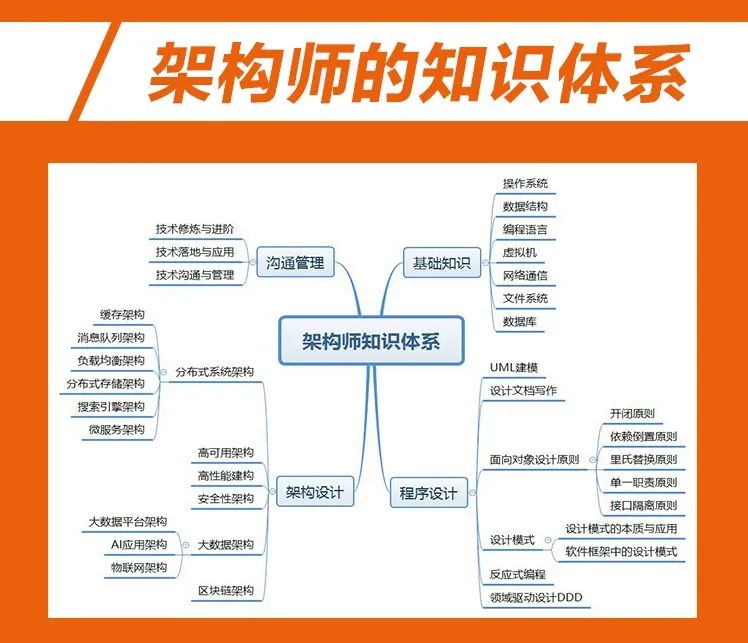 架构师的知识体系
架构师知识体系
基础知识
操作系统
数据结构
编程语言
虚拟机
网络通信
文件系统
数据库
程序设计
UML建模
设计文档写作
面向对象设计原则
开闭原则
依赖倒置原则
里氏替换原则
单一职责原则
接口隔离原则
设计模式
设计模式的本质与应用
软件框架中的设计模式
反应式编程
领域驱动设计DDD
沟通管理
技术修炼与进阶
技术落地与应用
技术沟通与管理
架构设计
分布式系统架构
缓存架构
消息队列架构
负载均衡架构
分布式存储架构
搜索引擎架构
微服务架构
高可用架构
高性能建构
安全性架构
大数据架构
大数据平台架构
AI应用架构
物联网架构
区块链架构